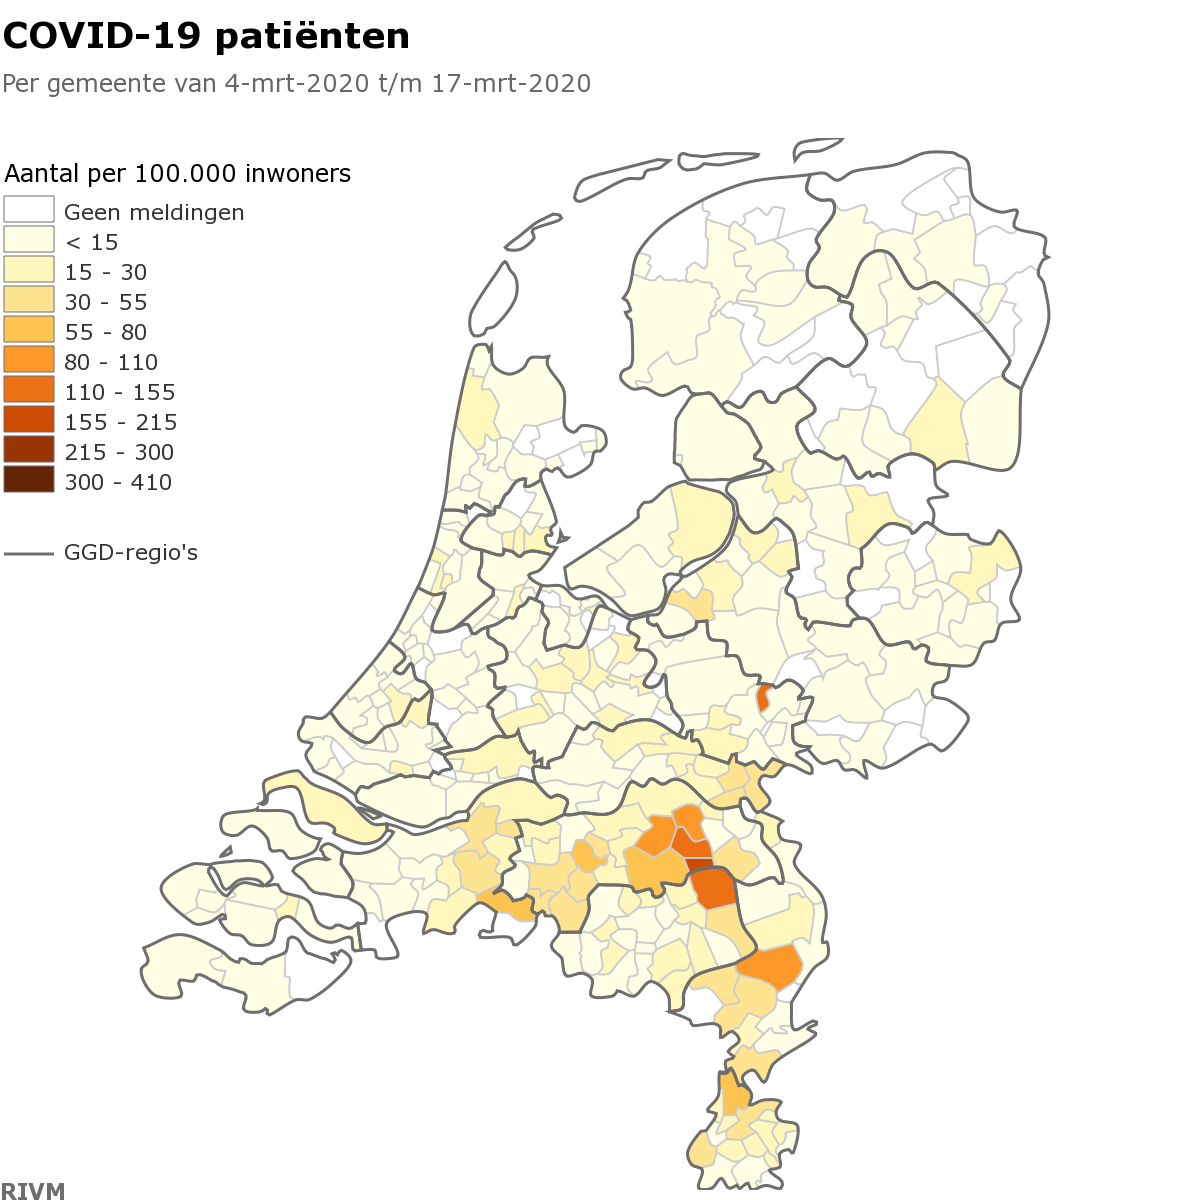 COVID-19 patiënten
Per gemeente van 4-mrt-2020 t/m 17-mrt-2020
Aantal per 100.000 inwoners
Geen meldingen
< 15
15 - 30
30 - 55
55 - 80
80 - 110
110 - 155
155 - 215
215 - 300
300 - 410
GGD-regio's
RIVM